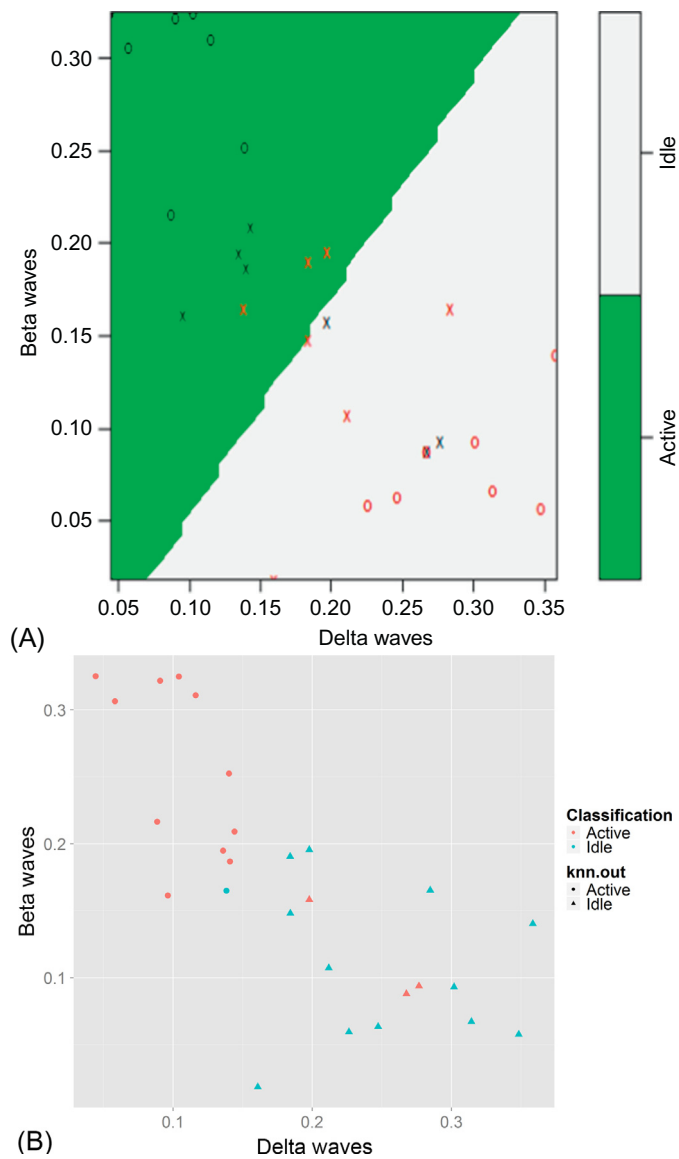 0.30
0.25
0.20
0.15
0.10
0.05
Beta waves
0.05 0.10 0.15 0.20 0.25 0.30 0.35
Delta waves
Idle
Active
(A)
0.3
0.2
0.1
Beta waves
0.1 0.2 0.3
Delta waves
Classification
Active
Idle
knn.out
Active
Idle
(B)